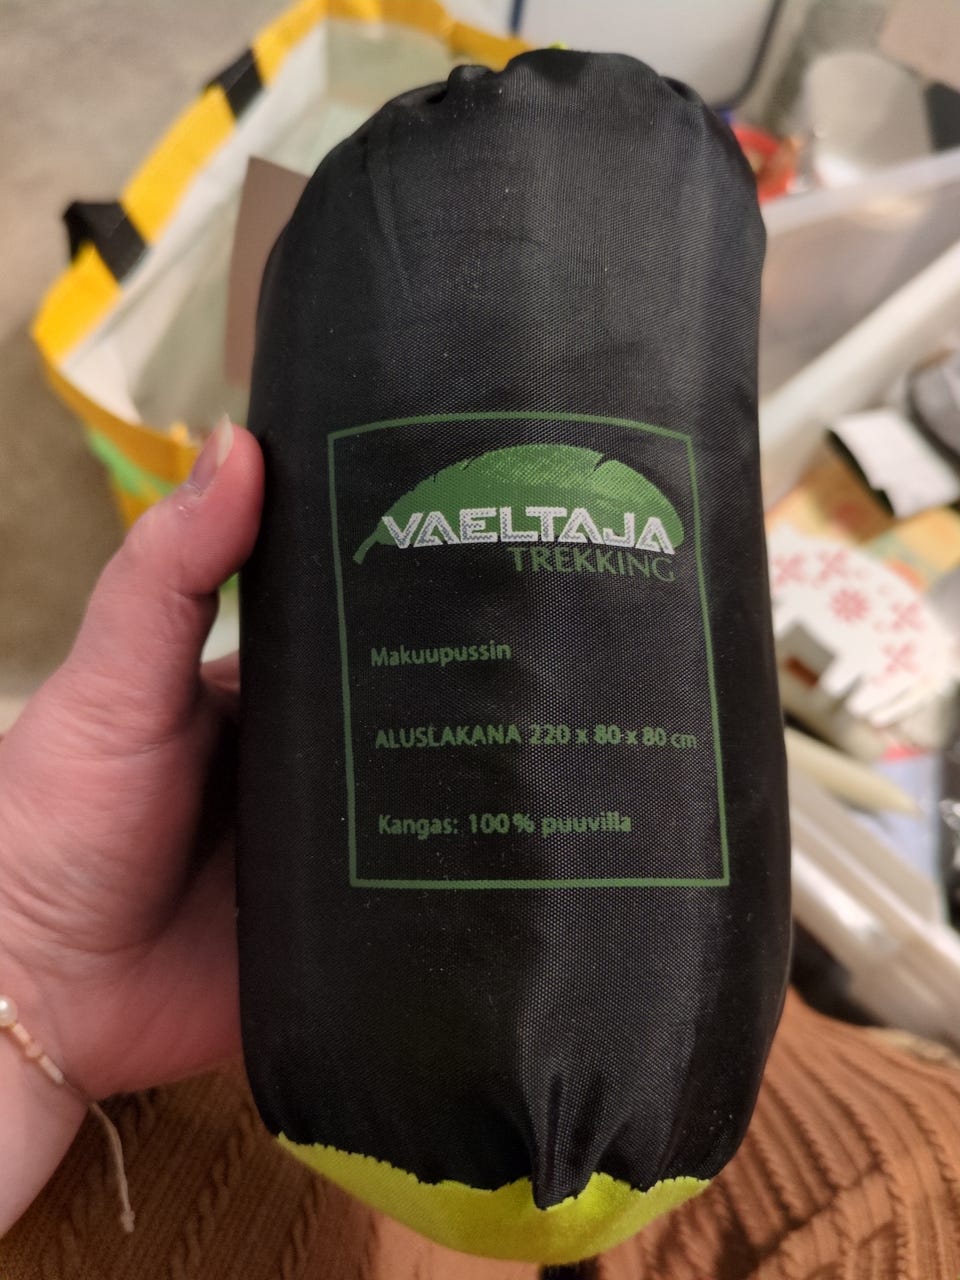 VAELTAJA
TREKKING
Makuupussin
ALUSLAKANA 220 x 80 x 80 cm
Kangas: 100% puuvilla